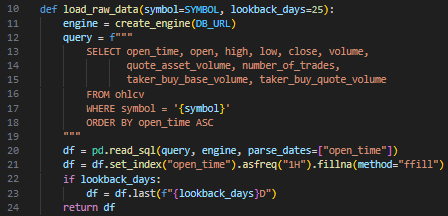 10 def load_raw_data(symbol=SYMBOL, lookback_days=25):
11     engine = create_engine(DB_URL)
12     query = f"""
13         SELECT open_time, open, high, low, close, volume,
14                quote_asset_volume, number_of_trades,
15                taker_buy_base_volume, taker_buy_quote_volume
16         FROM ohlcv
17         WHERE symbol = '{symbol}'
18         ORDER BY open_time ASC
19     """
20     df = pd.read_sql(query, engine, parse_dates=["open_time"])
21     df = df.set_index("open_time").asfreq("1H").fillna(method="ffill")
22     if lookback_days:
23         df = df.last(f"{lookback_days}D")
24     return df